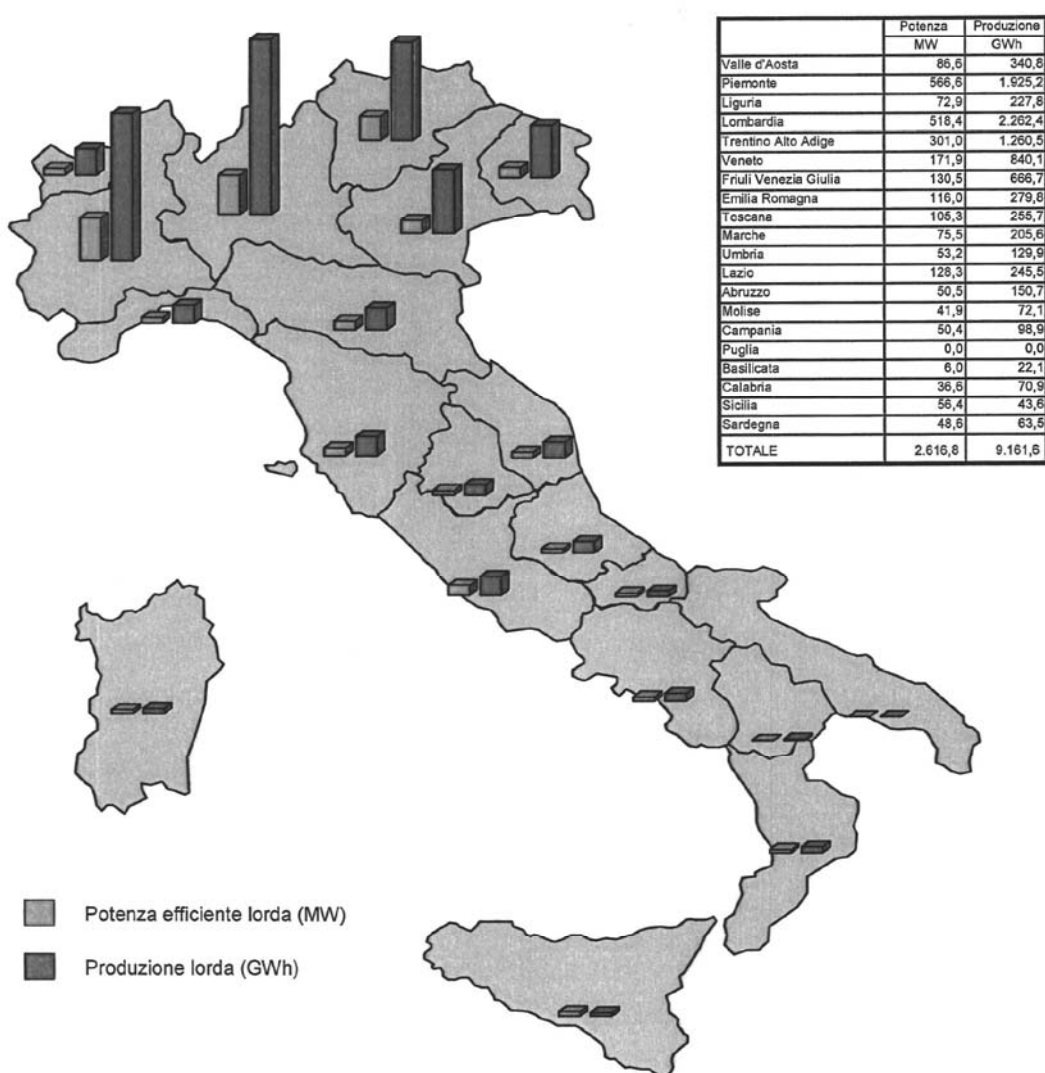 Potenza Produzione
MW GWh
Valle d'Aosta 86,6 340,8
Piemonte 566,6 1.925,2
Liguria 72,9 227,8
Lombardia 518,4 2.262,4
Trentino Alto Adige 301,0 1.260,5
Veneto 171,9 840,1
Friuli Venezia Giulia 130,5 666,7
Emilia Romagna 116,0 279,8
Toscana 105,3 255,7
Marche 75,5 205,6
Umbria 53,2 129,9
Lazio 128,3 245,5
Abruzzo 50,5 150,7
Molise 41,9 72,1
Campania 50,4 98,9
Puglia 0,0 0,0
Basilicata 6,0 22,1
Calabria 36,6 70,9
Sicilia 56,4 43,6
Sardegna 48,6 63,5
TOTALE 2.616,8 9.161,6
Potenza efficiente lorda (MW)
Produzione lorda (GWh)